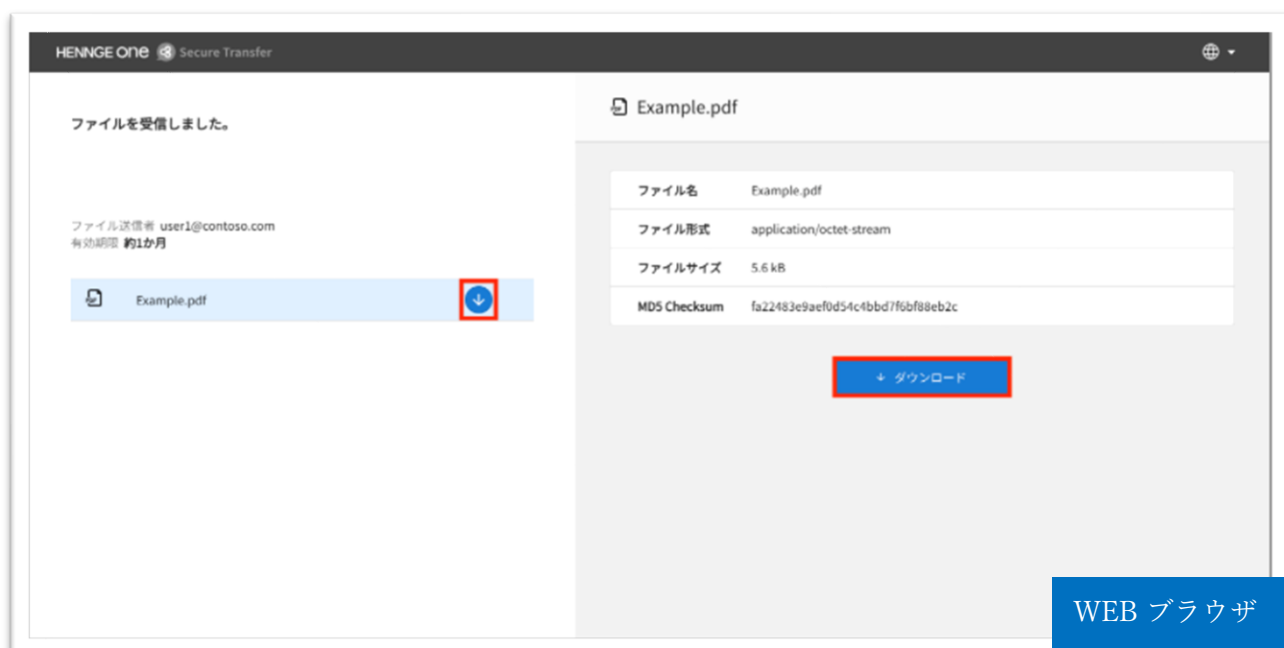 HENNGE one Secure Transfer
ファイルを受信しました。
ファイル送信者 user1@contoso.com
有効期限 約1か月
Example.pdf
Example.pdf
ファイル名 Example.pdf
ファイル形式 application/octet-stream
ファイルサイズ 5.6 kB
MD5 Checksum fa22483e9aef0d54c4bbd7f6bf88eb2c
ダウンロード
WEB ブラウザ